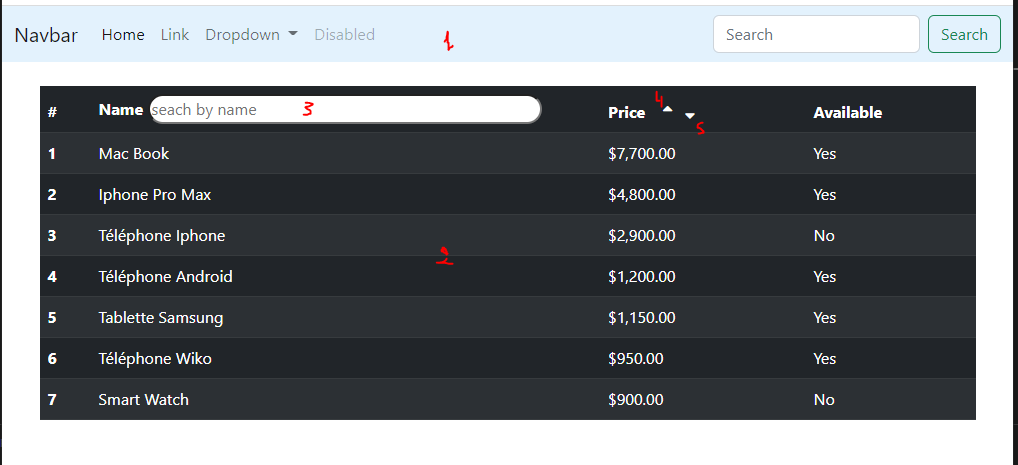 Navbar Home Link Dropdown Disabled 1 Search Search
# Name seach by name 3 Price 4 5 Available
1 Mac Book $7,700.00 Yes
2 Iphone Pro Max $4,800.00 Yes
3 Téléphone Iphone $2,900.00 No
2
4 Téléphone Android $1,200.00 Yes
5 Tablette Samsung $1,150.00 Yes
6 Téléphone Wiko $950.00 Yes
7 Smart Watch $900.00 No